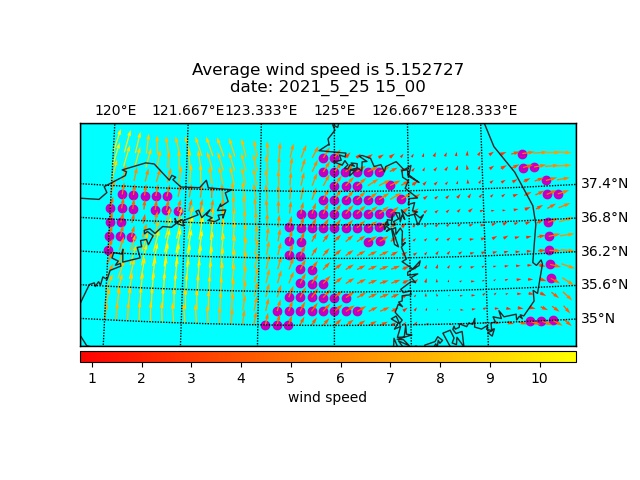 Average wind speed is 5.152727
date: 2021_5_25 15_00
120°E 121.667°E 123.333°E 125°E 126.667°E 128.333°E
37.4°N
36.8°N
36.2°N
35.6°N
35°N
1 2 3 4 5 6 7 8 9 10
wind speed